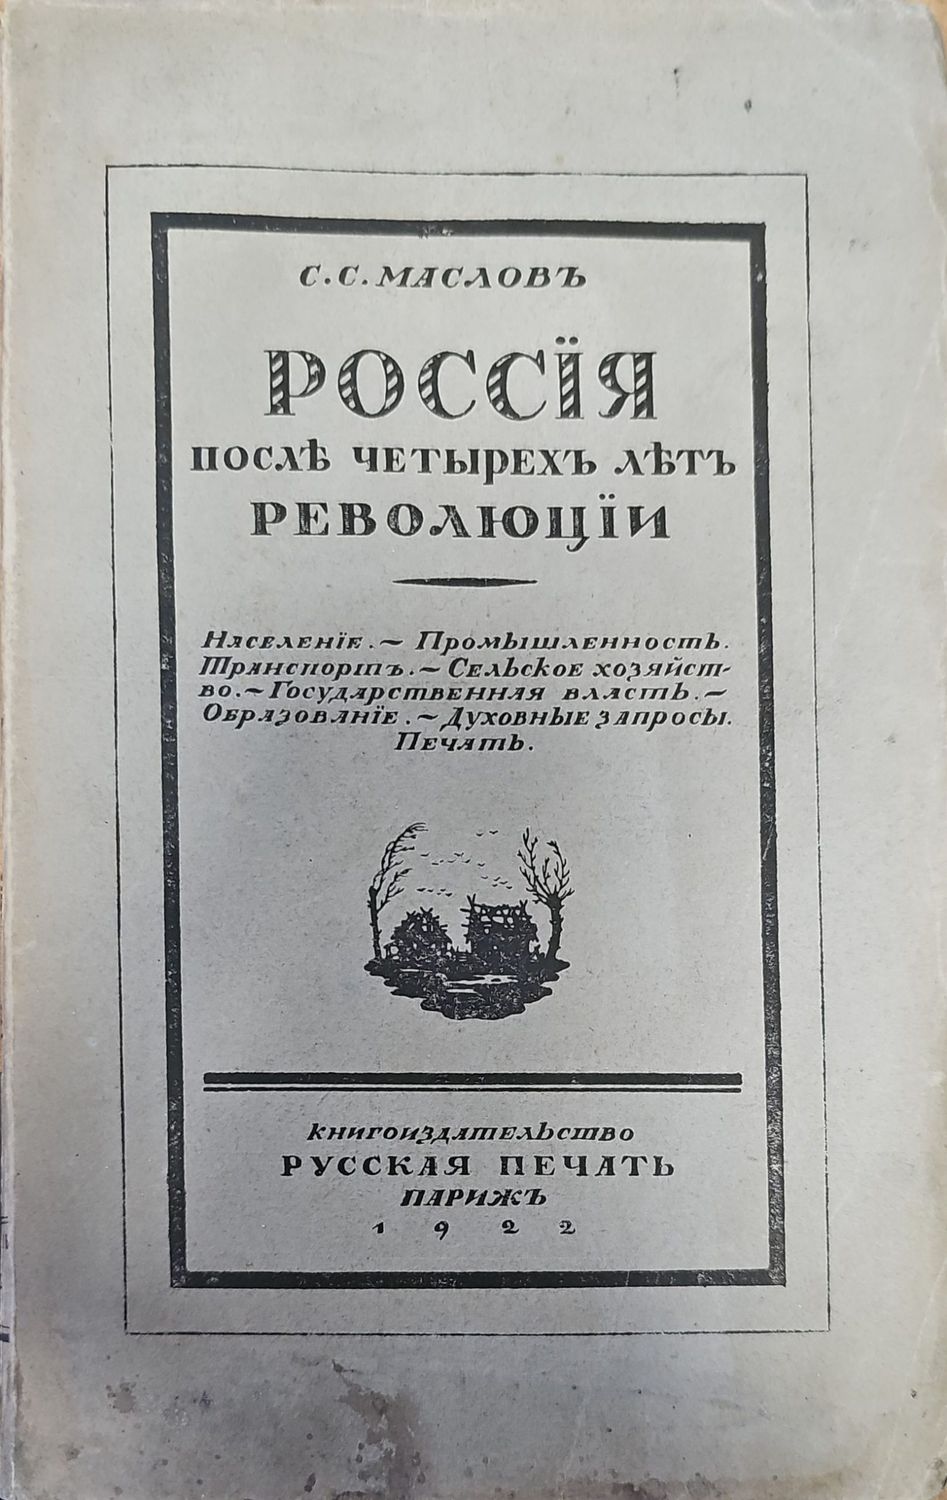 С. С. МАСЛОВЪ
РОССІЯ
ПОСЛѢ ЧЕТЫРЕХЪ ЛѢТЪ
РЕВОЛЮЦІИ
Населеніе. – Промышленность.
Транспортъ. – Сельское хозяйст-
во. – Государственная власть. –
Образованіе. – Духовные запросы.
Печать.
книгоиздательство
РУССКАЯ ПЕЧАТЬ
ПАРИЖЪ
1922